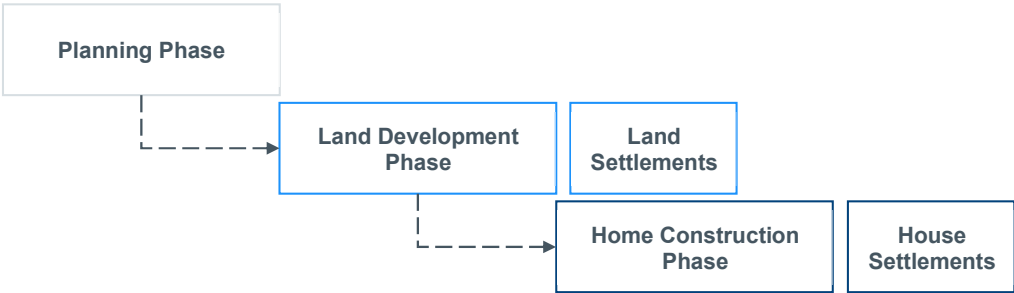 Planning Phase
Land Development
Phase
Land
Settlements
Home Construction
Phase
House
Settlements